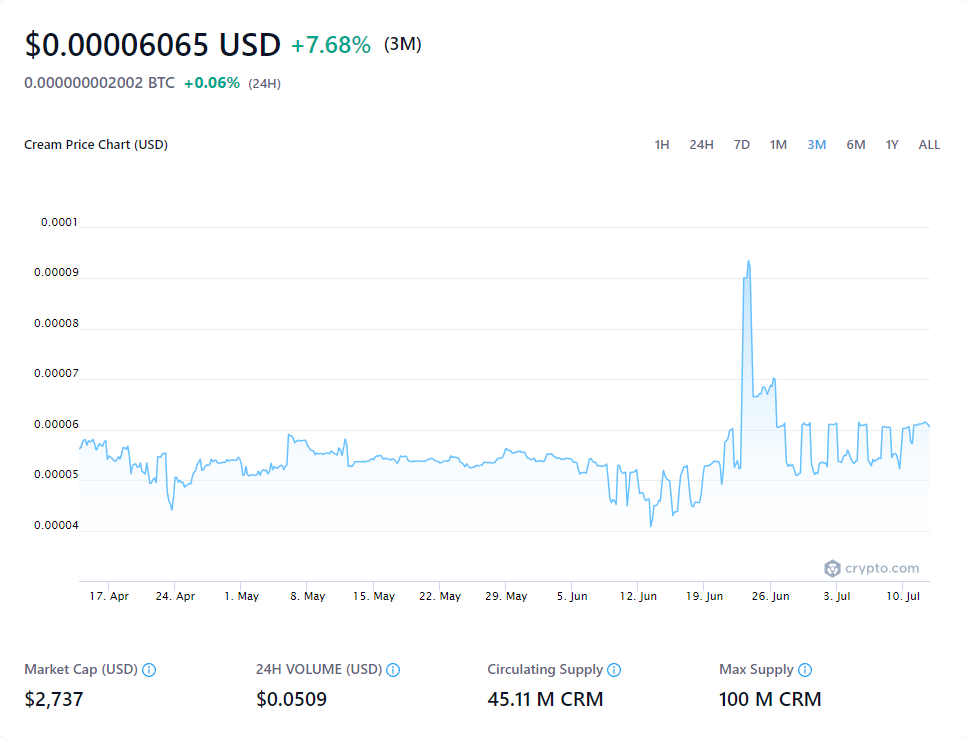 $0.00006065 USD +7.68% (3M)
0.000000002002 BTC +0.06% (24H)
Cream Price Chart (USD) 1H 24H 7D 1M 3M 6M 1Y ALL
0.0001
0.00009
0.00008
0.00007
0.00006
0.00005
0.00004
crypto.com
17. Apr 24. Apr 1. May 8. May 15. May 22. May 29. May 5. Jun 12. Jun 19. Jun 26. Jun 3. Jul 10. Jul
Market Cap (USD) 24H VOLUME (USD) Circulating Supply Max Supply
$2,737 $0.0509 45.11 M CRM 100 M CRM